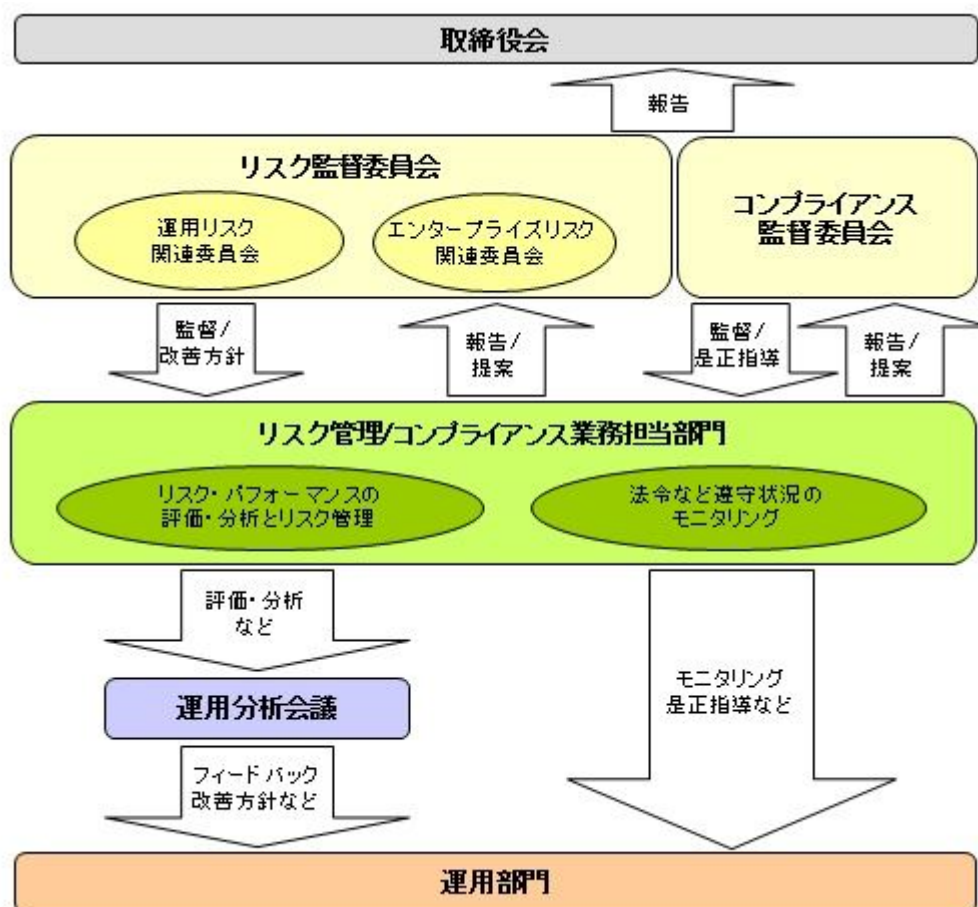 取締役会
報告
リスク監督委員会
運用リスク
関連委員会
エンタープライズリスク
関連委員会
コンプライアンス
監督委員会
監督/
改善方針
報告/
提案
監督/
是正指導
報告/
提案
リスク管理/コンプライアンス業務担当部門
リスク・パフォーマンスの
評価・分析とリスク管理
法令など遵守状況の
モニタリング
評価・分析
など
運用分析会議
モニタリング
是正指導など
フィードバック
改善方針など
運用部門